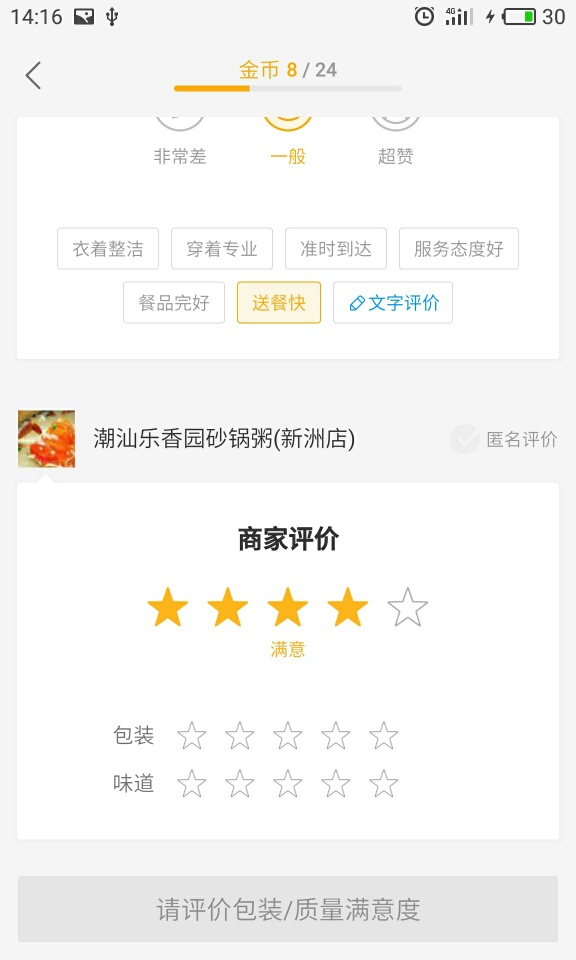 14:16 4G 30
金币 8 / 24
非常差 一般 超赞
衣着整洁 穿着专业 准时到达 服务态度好
餐品完好 送餐快 文字评价
潮汕乐香园砂锅粥(新洲店) 匿名评价
商家评价
满意
包装
味道
请评价包装/质量满意度